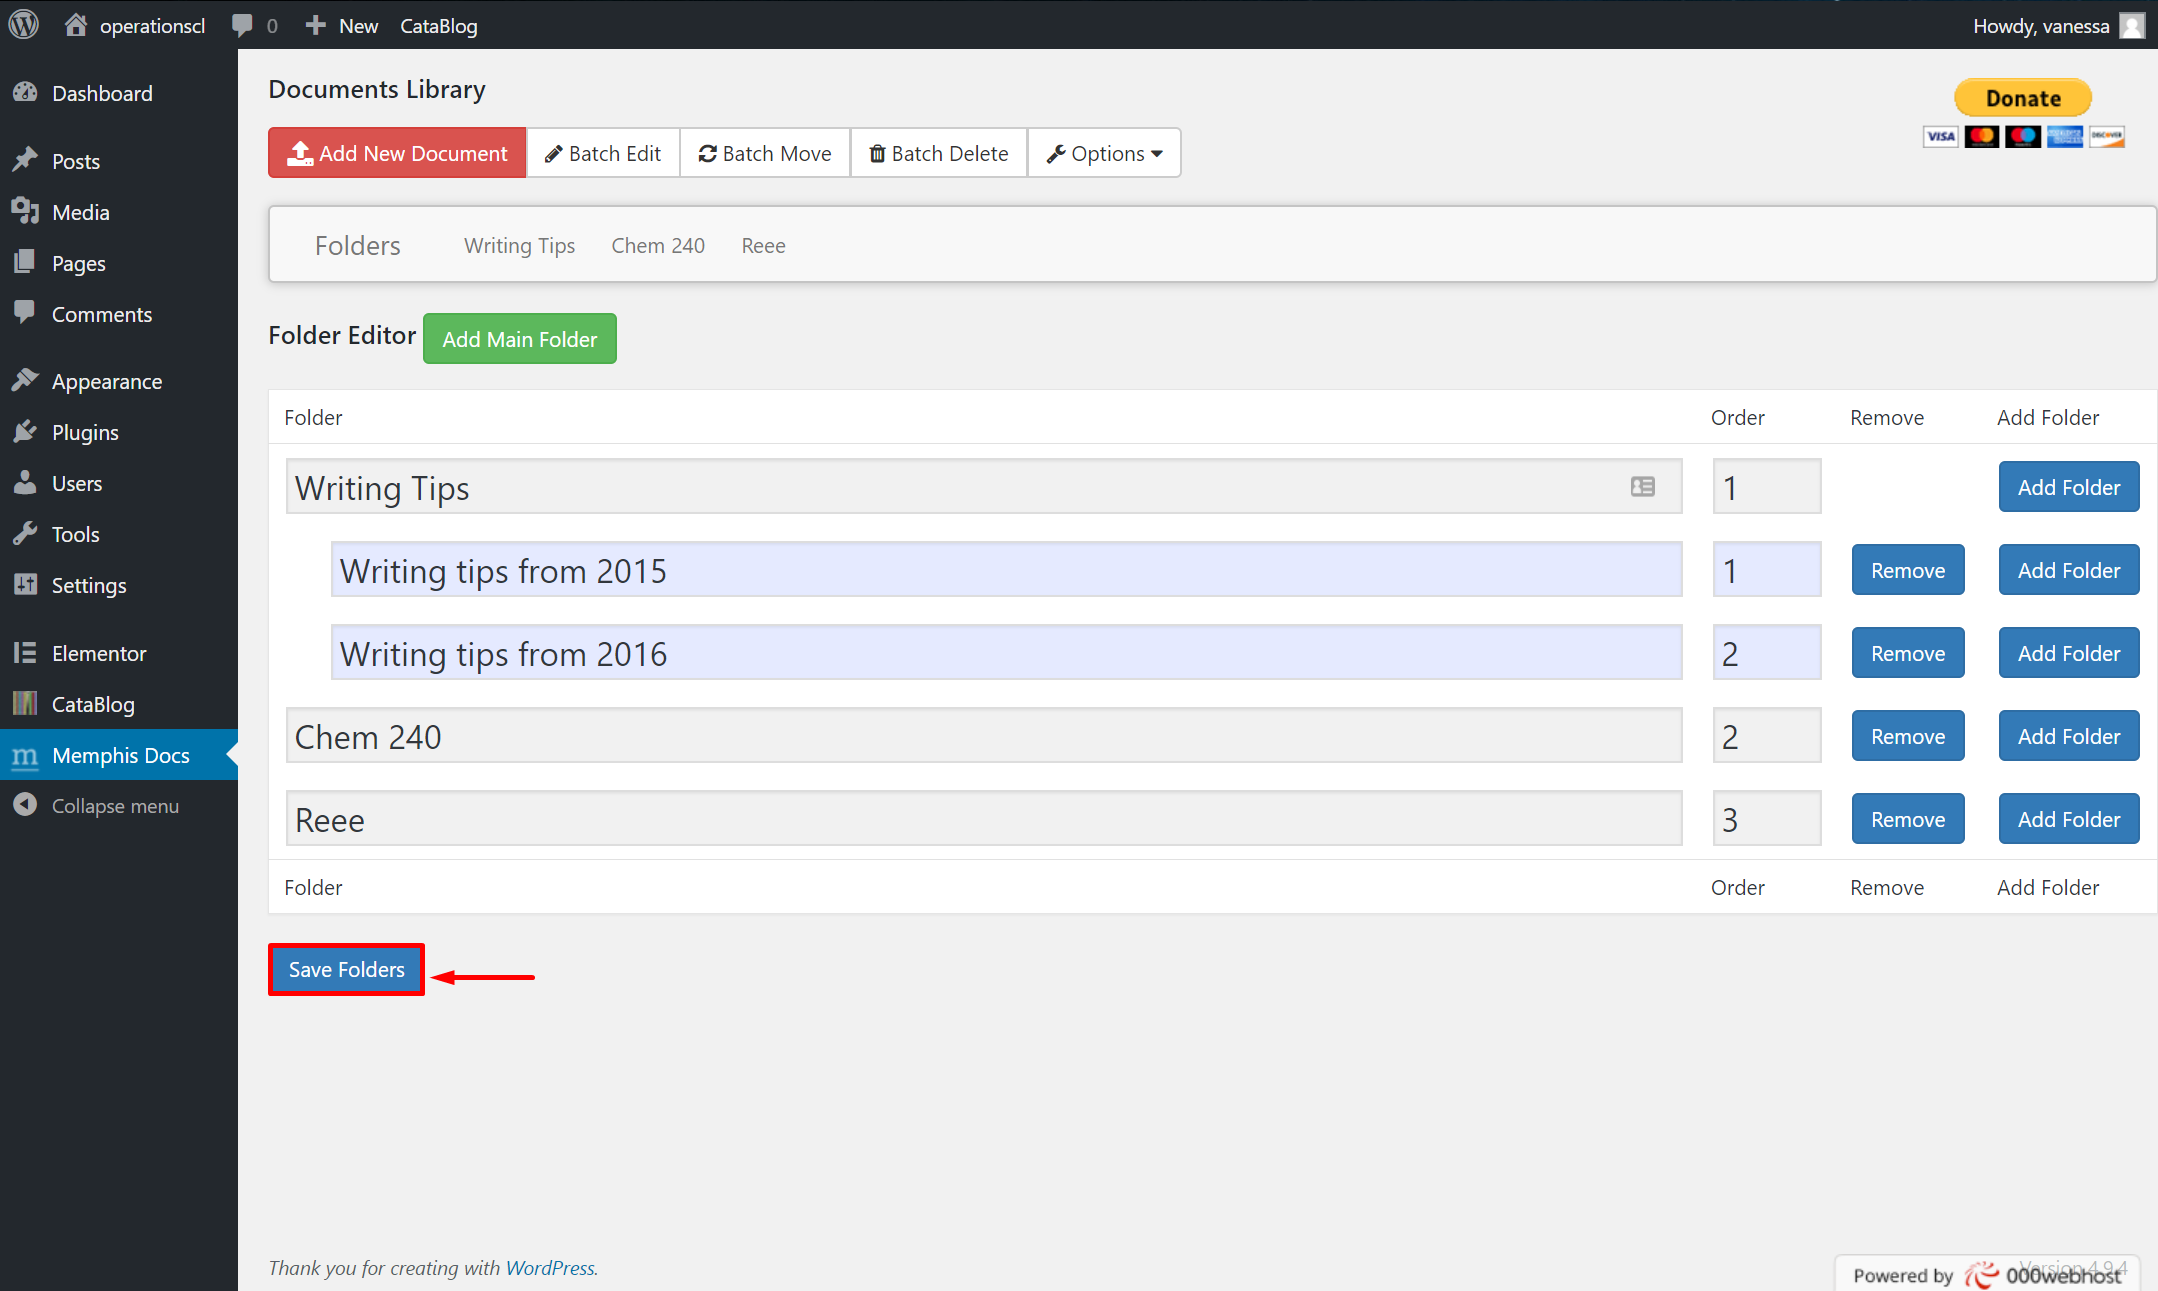 operationscl 0 New CataBlog Howdy, vanessa
Dashboard
Posts
Media
Pages
Comments
Appearance
Plugins
Users
Tools
Settings
Elementor
CataBlog
m Memphis Docs
Collapse menu
Documents Library
Donate
VISA DISCOVER
Add New Document Batch Edit Batch Move Batch Delete Options
Folders Writing Tips Chem 240 Reee
Folder Editor Add Main Folder
Folder Order Remove Add Folder
Writing Tips 1 Add Folder
Writing tips from 2015 1 Remove Add Folder
Writing tips from 2016 2 Remove Add Folder
Chem 240 2 Remove Add Folder
Reee 3 Remove Add Folder
Folder Order Remove Add Folder
Save Folders
Thank you for creating with WordPress.
Version 4.9.4
Powered by 000webhost